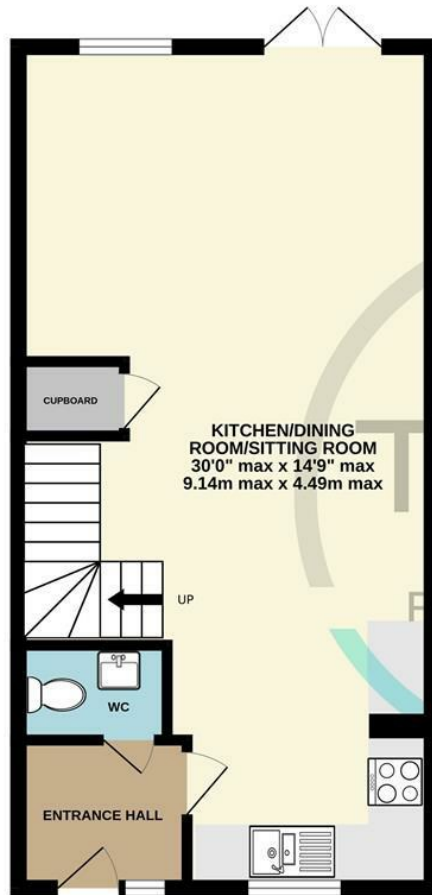 CUPBOARD
KITCHEN/DINING
ROOM/SITTING ROOM
30'0" max x 14'9" max
9.14m max x 4.49m max
UP
WC
ENTRANCE HALL